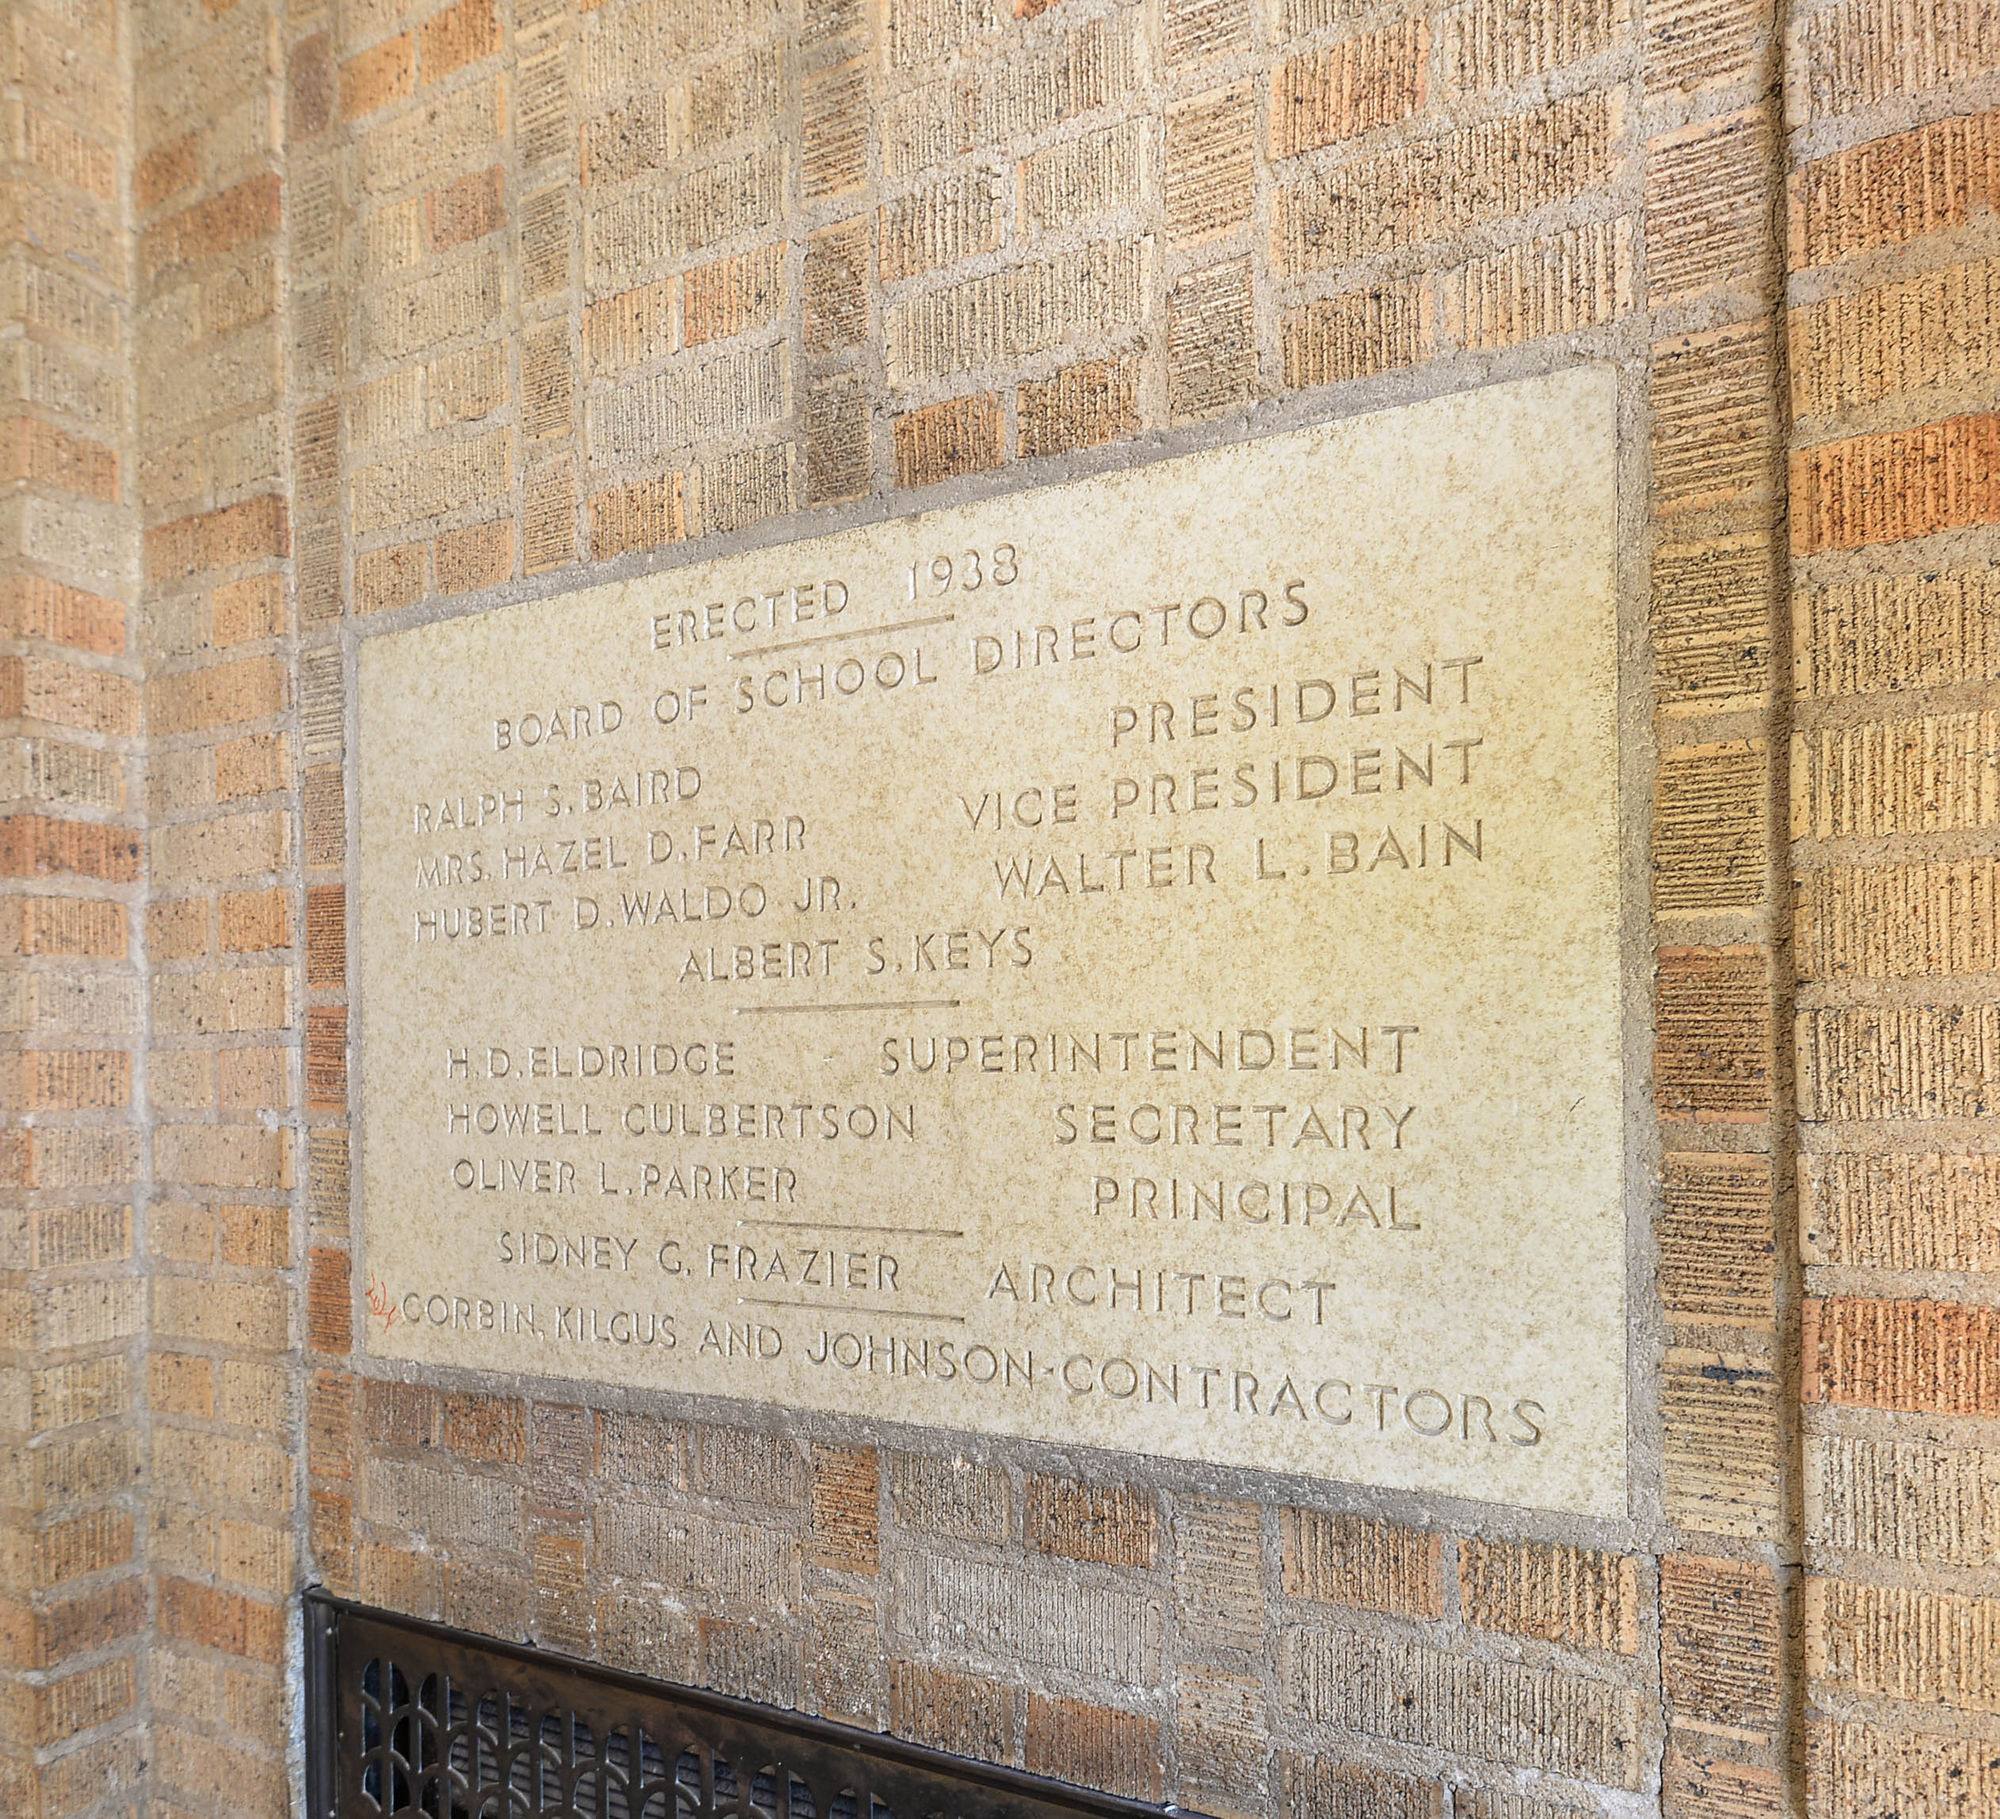 ERECTED 1938
BOARD OF SCHOOL DIRECTORS
RALPH S. BAIRD PRESIDENT
MRS. HAZEL D. FARR VICE PRESIDENT
HUBERT D. WALDO JR. WALTER L. BAIN
ALBERT S. KEYS
H. D. ELDRIDGE - SUPERINTENDENT
HOWELL CULBERTSON SECRETARY
OLIVER L. PARKER PRINCIPAL
SIDNEY G. FRAZIER ARCHITECT
CORBIN, KILGUS AND JOHNSON-CONTRACTORS